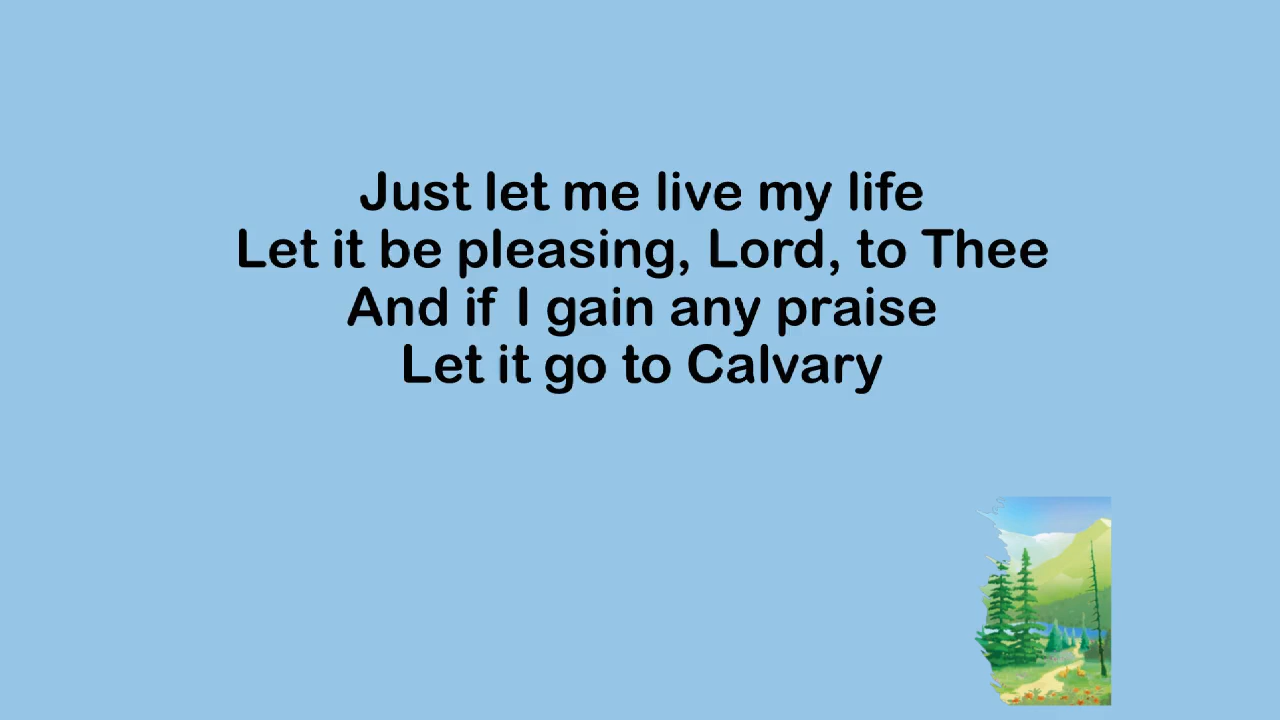 Just let me live my life
Let it be pleasing, Lord, to Thee
And if I gain any praise
Let it go to Calvary